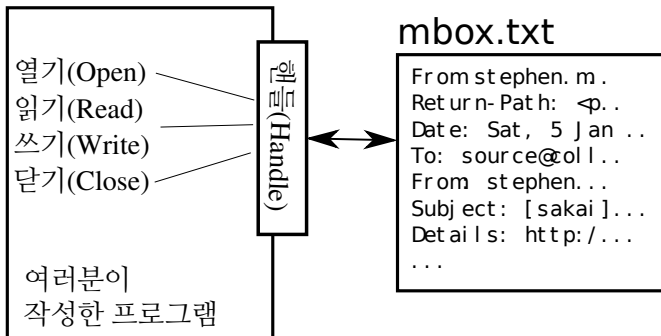 열기(Open)
읽기(Read)
쓰기(Write)
닫기(Close)
여러분이
작성한 프로그램
핸들(Handle)
mbox.txt
From stephen.m..
Return-Path: <p..
Date: Sat, 5 Jan ..
To: source@coll..
From: stephen...
Subject: [sakai]...
Details: http:/...
...